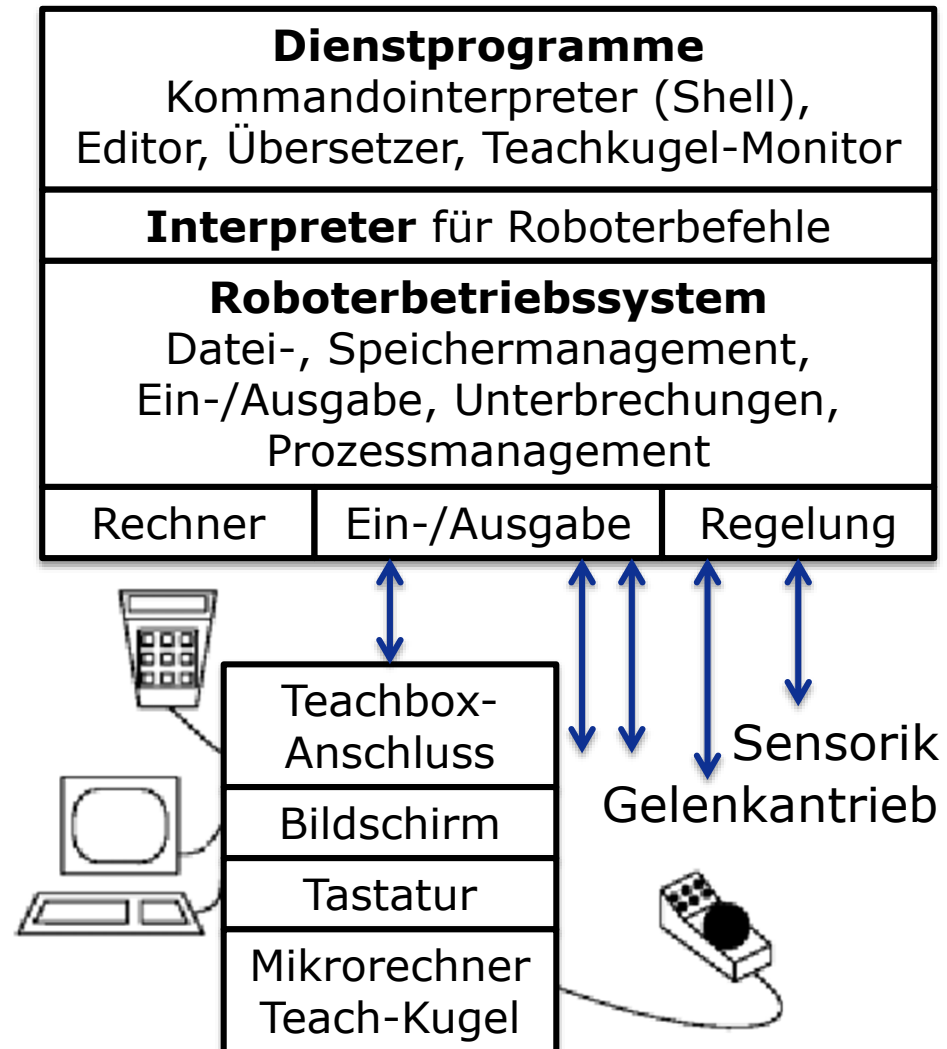 Dienstprogramme
Kommandointerpreter (Shell),
Editor, Übersetzer, Teachkugel-Monitor
Interpreter für Roboterbefehle
Roboterbetriebssystem
Datei-, Speichermanagement,
Ein-/Ausgabe, Unterbrechungen,
Prozessmanagement
Rechner
Ein-/Ausgabe
Regelung
Teachbox-
Anschluss
Bildschirm
Tastatur
Mikrorechner
Teach-Kugel
Sensorik
Gelenkantrieb